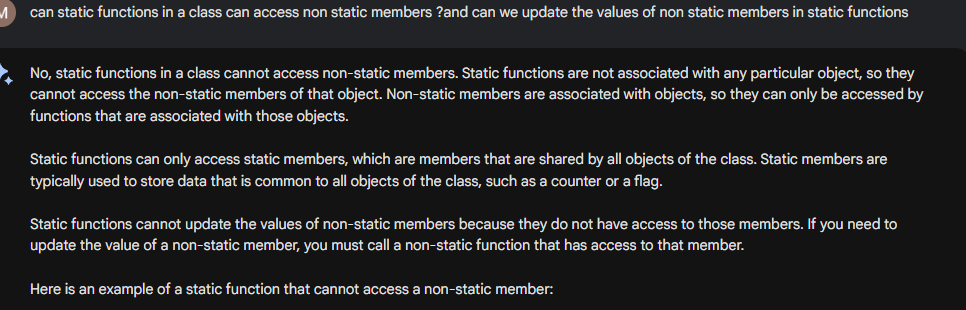 M
can static functions in a class can access non static members ?and can we update the values of non static members in static functions
No, static functions in a class cannot access non-static members. Static functions are not associated with any particular object, so they
cannot access the non-static members of that object. Non-static members are associated with objects, so they can only be accessed by
functions that are associated with those objects.
Static functions can only access static members, which are members that are shared by all objects of the class. Static members are
typically used to store data that is common to all objects of the class, such as a counter or a flag.
Static functions cannot update the values of non-static members because they do not have access to those members. If you need to
update the value of a non-static member, you must call a non-static function that has access to that member.
Here is an example of a static function that cannot access a non-static member: